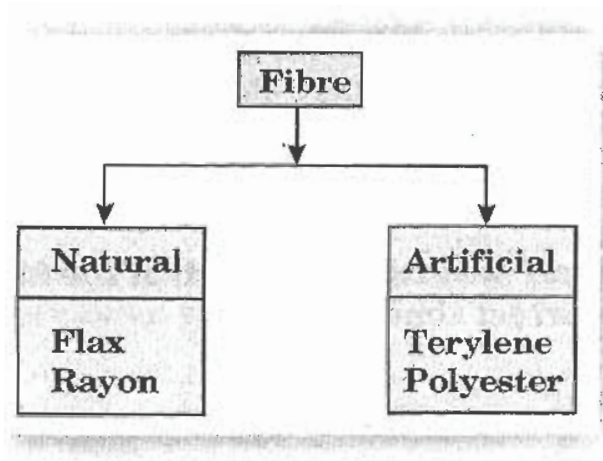 Fibre
Natural
Flax
Rayon
Artificial
Terylene
Polyester